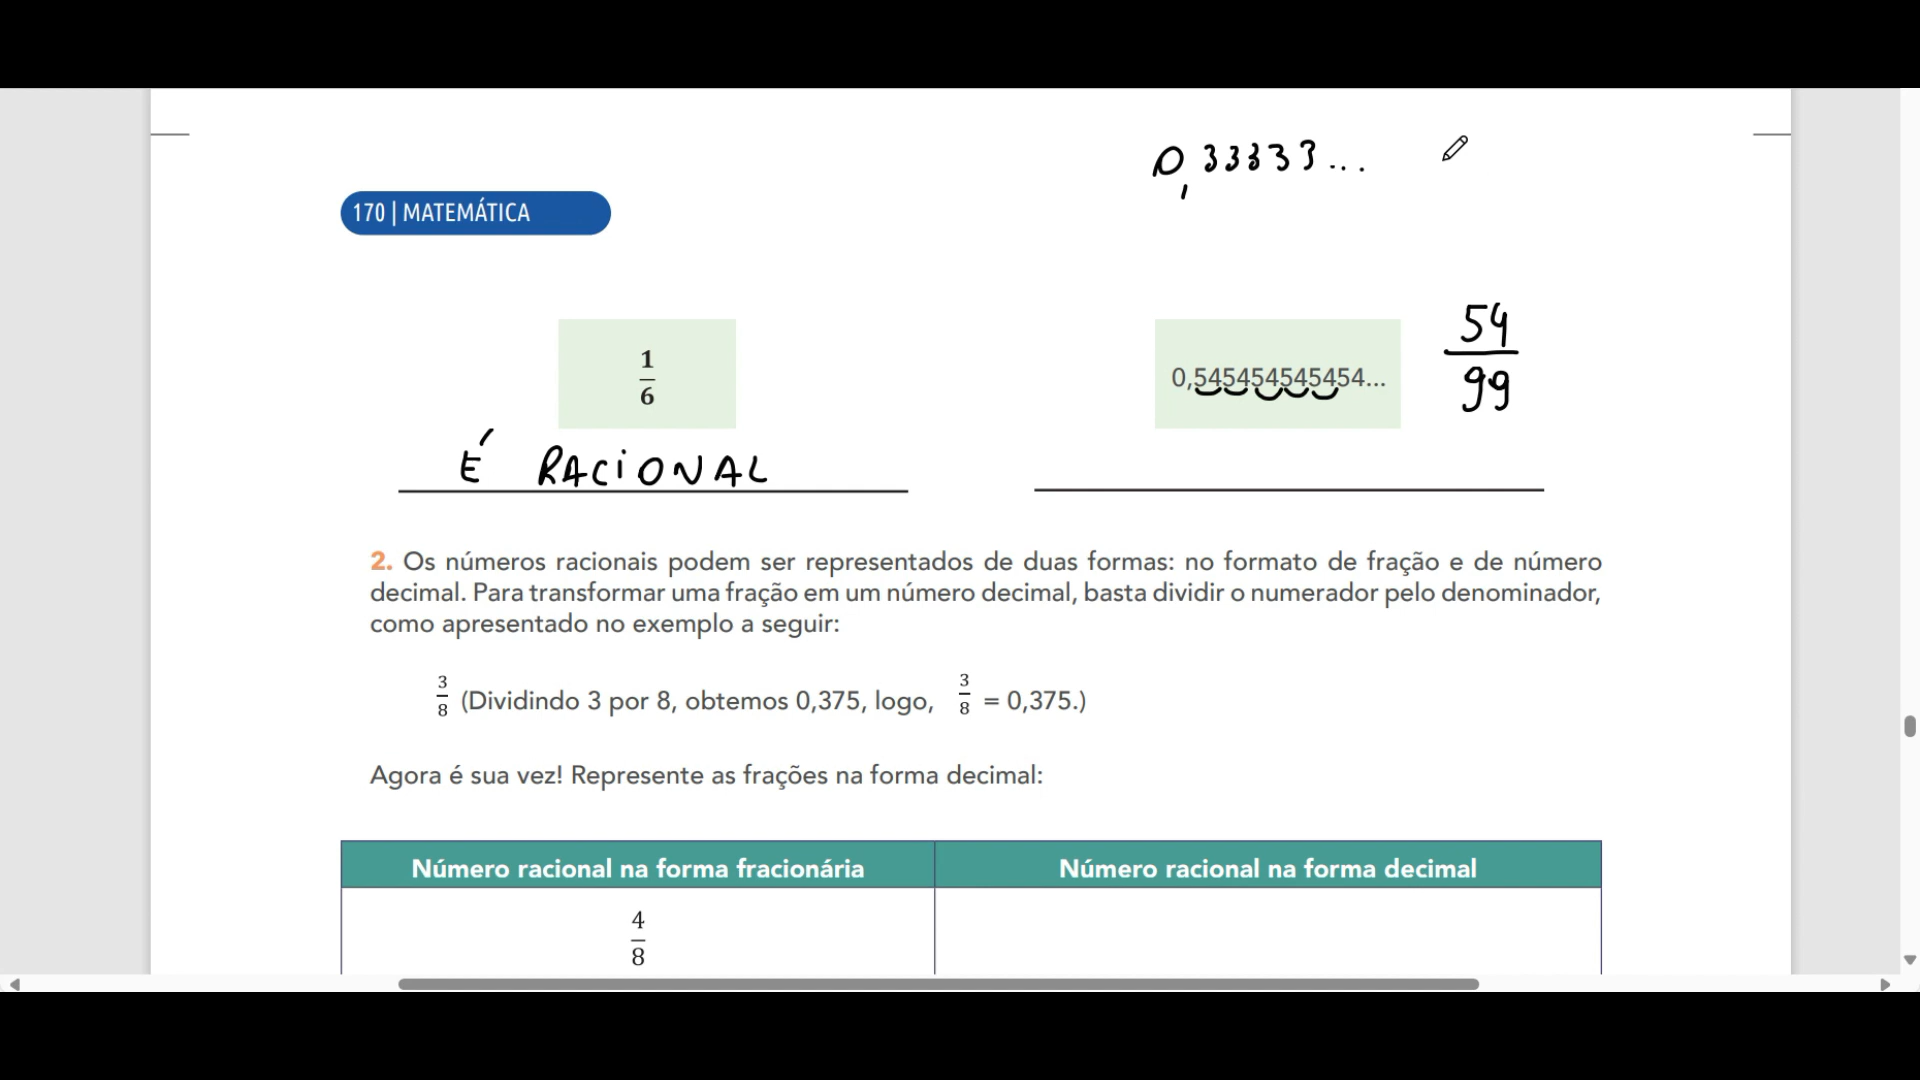 0,33333...
170 | MATEMÁTICA
1
6
0,545454545454...
54
99
É RACIONAL
2. Os números racionais podem ser representados de duas formas: no formato de fração e de número
decimal. Para transformar uma fração em um número decimal, basta dividir o numerador pelo denominador,
como apresentado no exemplo a seguir:
3/8 (Dividindo 3 por 8, obtemos 0,375, logo, 3/8 = 0,375.)
Agora é sua vez! Represente as frações na forma decimal:
Número racional na forma fracionária
Número racional na forma decimal
4
8